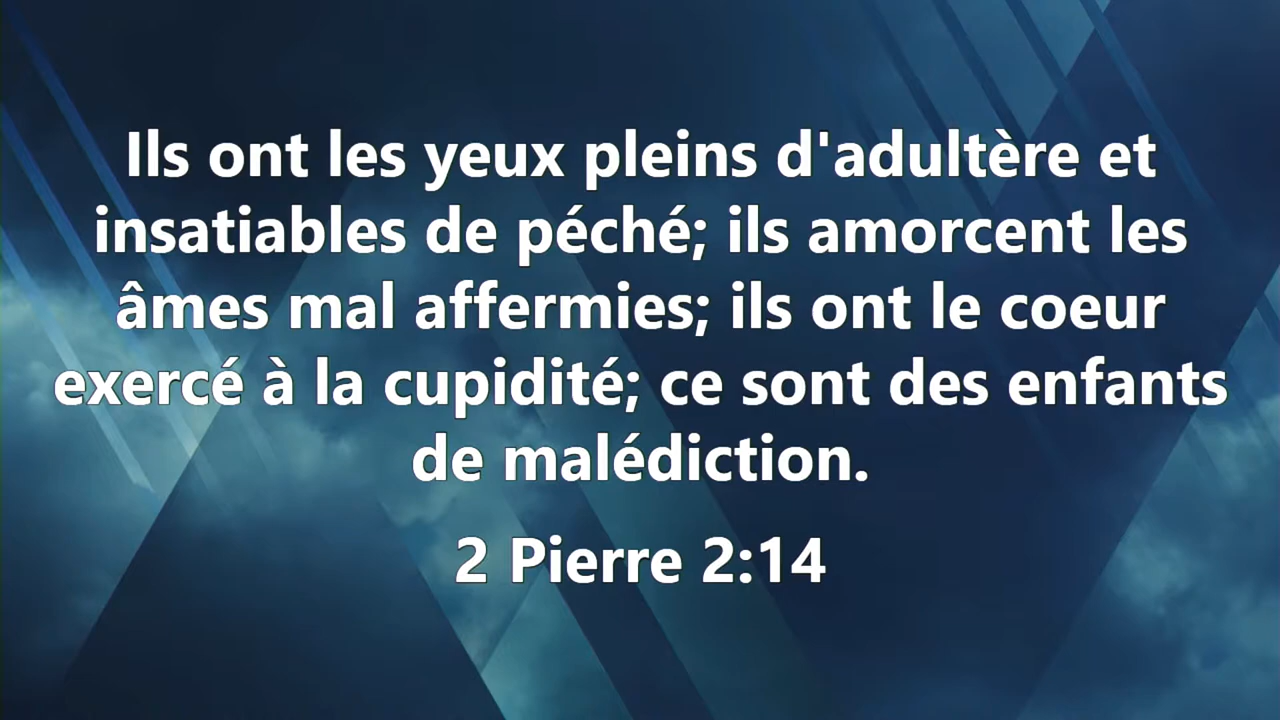 Ils ont les yeux pleins d'adultère et
insatiables de péché; ils amorcent les
âmes mal affermies; ils ont le coeur
exercé à la cupidité; ce sont des enfants
de malédiction.
2 Pierre 2:14